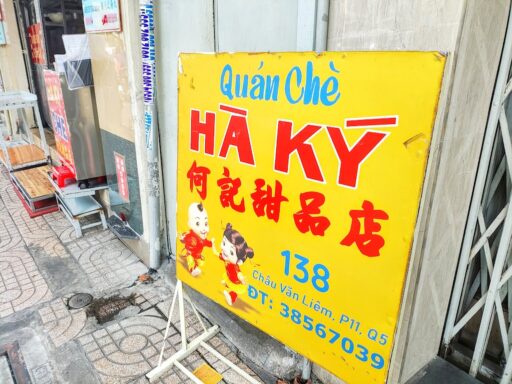 Quán Chè
HÀ KÝ
何記甜品店
138
Châu Văn Liêm, P11, Q5
ĐT: 38567039